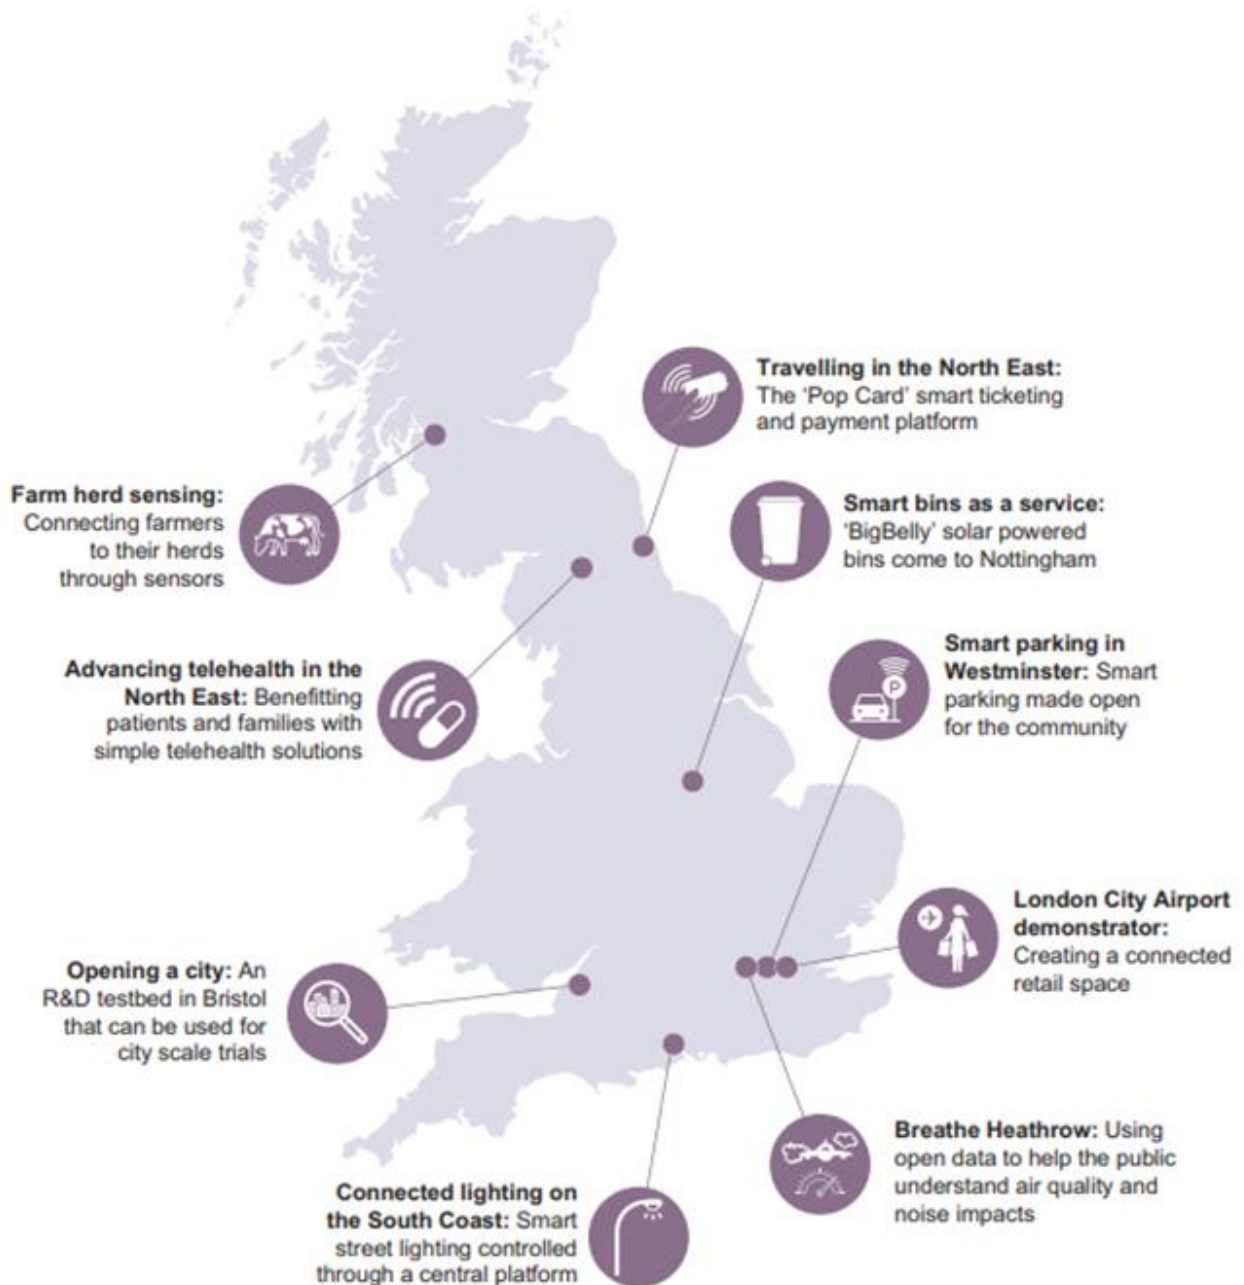 Travelling in the North East:
The ‘Pop Card’ smart ticketing
and payment platform
Farm herd sensing:
Connecting farmers
to their herds
through sensors
Smart bins as a service:
‘BigBelly’ solar powered
bins come to Nottingham
Advancing telehealth in the
North East: Benefitting
patients and families with
simple telehealth solutions
Smart parking in
Westminster: Smart
parking made open
for the community
P
London City Airport
demonstrator:
Creating a connected
retail space
Opening a city: An
R&D testbed in Bristol
that can be used for
city scale trials
Breathe Heathrow: Using
open data to help the public
understand air quality and
noise impacts
Connected lighting on
the South Coast: Smart
street lighting controlled
through a central platform